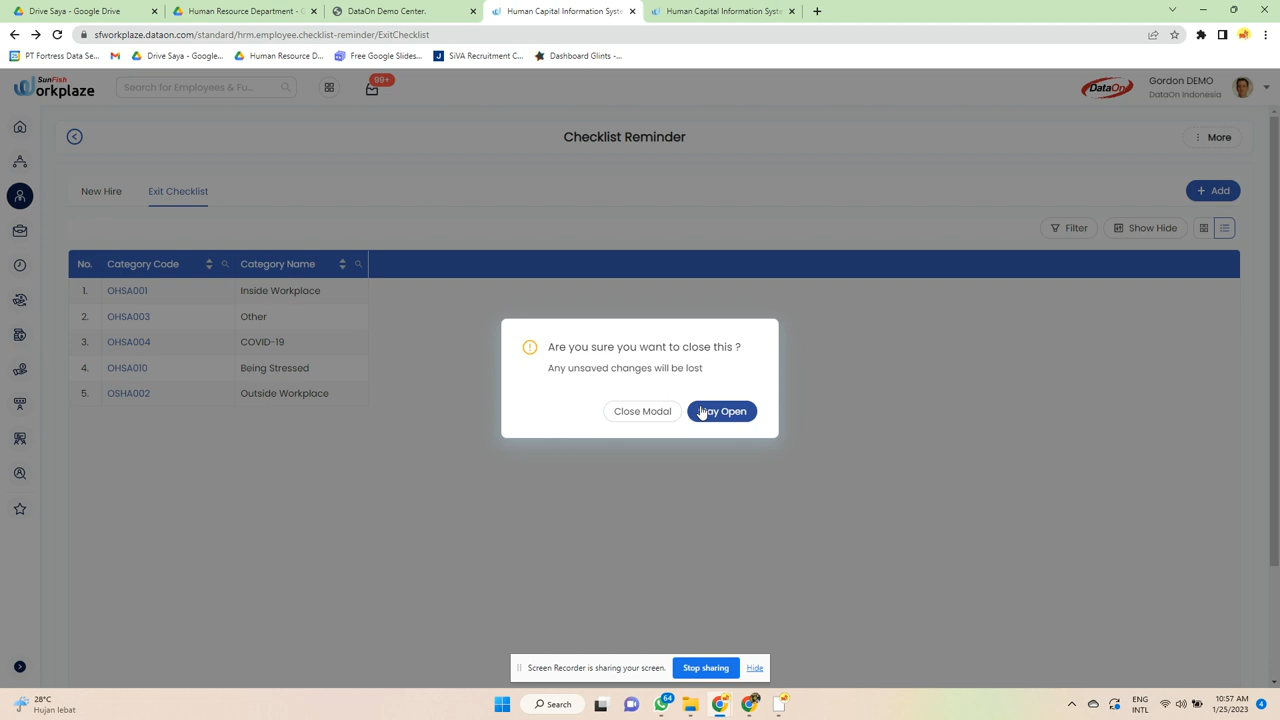 Drive Saya - Google Drive
Human Resource Department - G
DataOn Demo Center.
Human Capital Information Syste
Human Capital Information Syste
sfworkplaze.dataon.com/standard/hrm.employee.checklist-reminder/ExitChecklist
PT Fortress Data Se...
Drive Saya - Google...
Human Resource D...
Free Google Slides...
SiVA Recruitment C...
Dashboard Glints -...
SunFish
Workplaze
Search for Employees & Fu...
99+
DataOn
Gordon DEMO
DataOn Indonesia
Checklist Reminder
More
New Hire
Exit Checklist
+ Add
Filter
Show Hide
No.
Category Code
Category Name
1. OHSA001 Inside Workplace
2. OHSA003 Other
3. OHSA004 COVID-19
4. OHSA010 Being Stressed
5. OSHA002 Outside Workplace
Are you sure you want to close this ?
Any unsaved changes will be lost
Close Modal
Stay Open
Screen Recorder is sharing your screen.
Stop sharing
Hide
28°C
Hujan lebat
Search
64
ENG
INTL
10:57 AM
1/25/2023
4